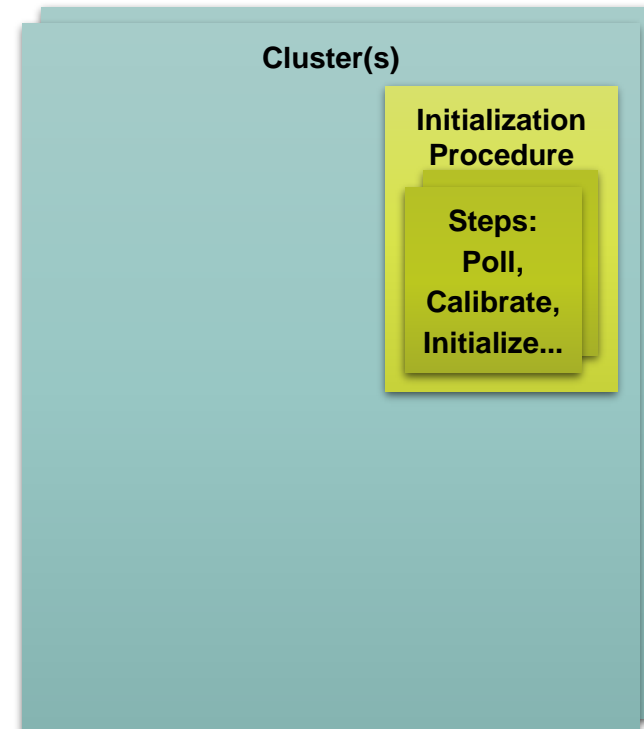 Cluster(s)
Initialization
Procedure
Steps:
Poll,
Calibrate,
Initialize...